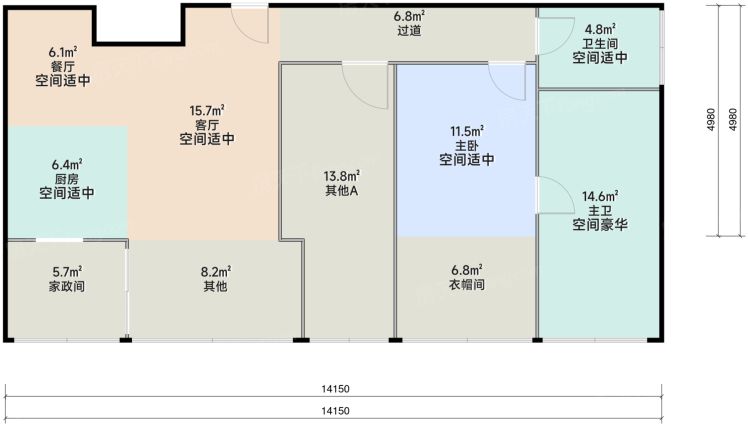 6.8㎡
过道
4.8㎡
卫生间
空间适中
6.1㎡
餐厅
空间适中
15.7㎡
客厅
空间适中
11.5㎡
主卧
空间适中
6.4㎡
厨房
空间适中
13.8㎡
其他A
14.6㎡
主卫
空间豪华
5.7㎡
家政间
8.2㎡
其他
6.8㎡
衣帽间
4980
4980
14150
14150